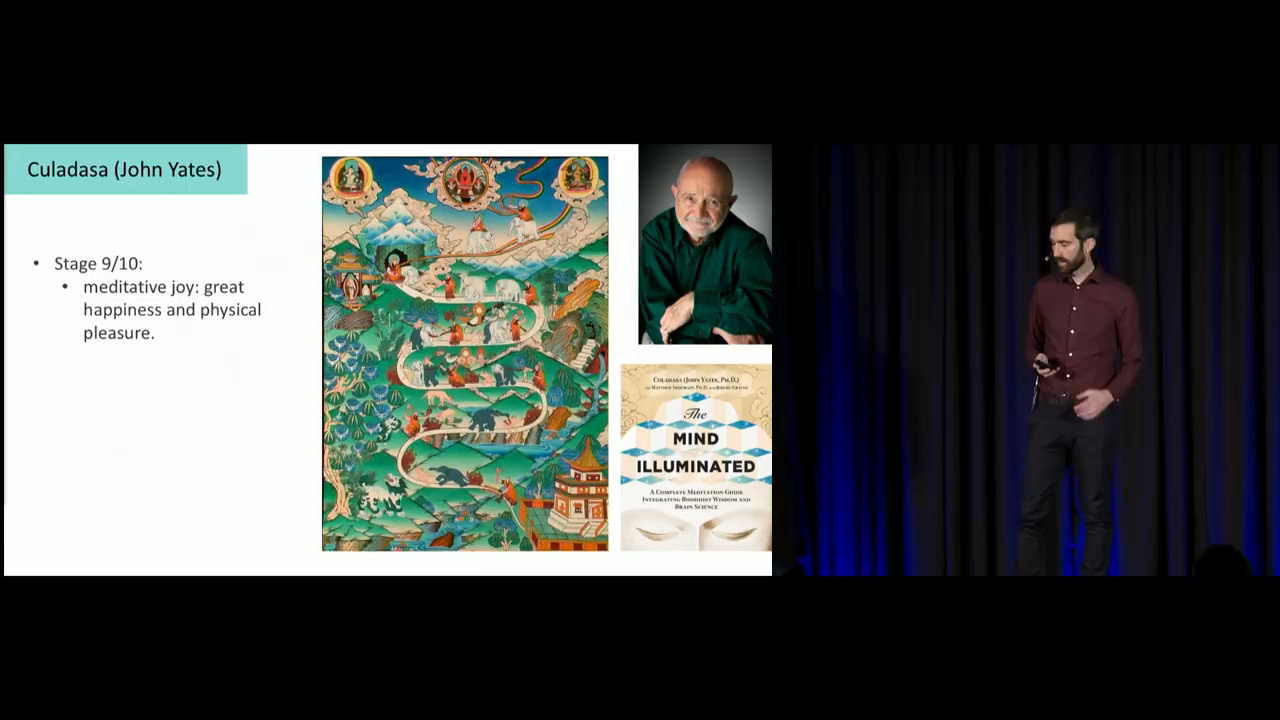 Culadasa (John Yates)
• Stage 9/10:
• meditative joy: great
happiness and physical
pleasure.
CULADASA (JOHN YATES, PH.D.)
The
MIND
ILLUMINATED
A COMPLETE MEDITATION GUIDE
INTEGRATING BUDDHIST WISDOM AND
BRAIN SCIENCE